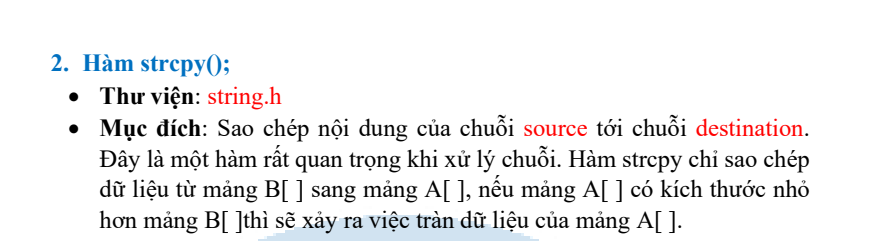 2. Hàm strcpy();
• Thư viện: string.h
• Mục đích: Sao chép nội dung của chuỗi source tới chuỗi destination.
Đây là một hàm rất quan trọng khi xử lý chuỗi. Hàm strcpy chỉ sao chép
dữ liệu từ mảng B[ ] sang mảng A[ ], nếu mảng A[ ] có kích thước nhỏ
hơn mảng B[ ]thì sẽ xảy ra việc tràn dữ liệu của mảng A[ ].